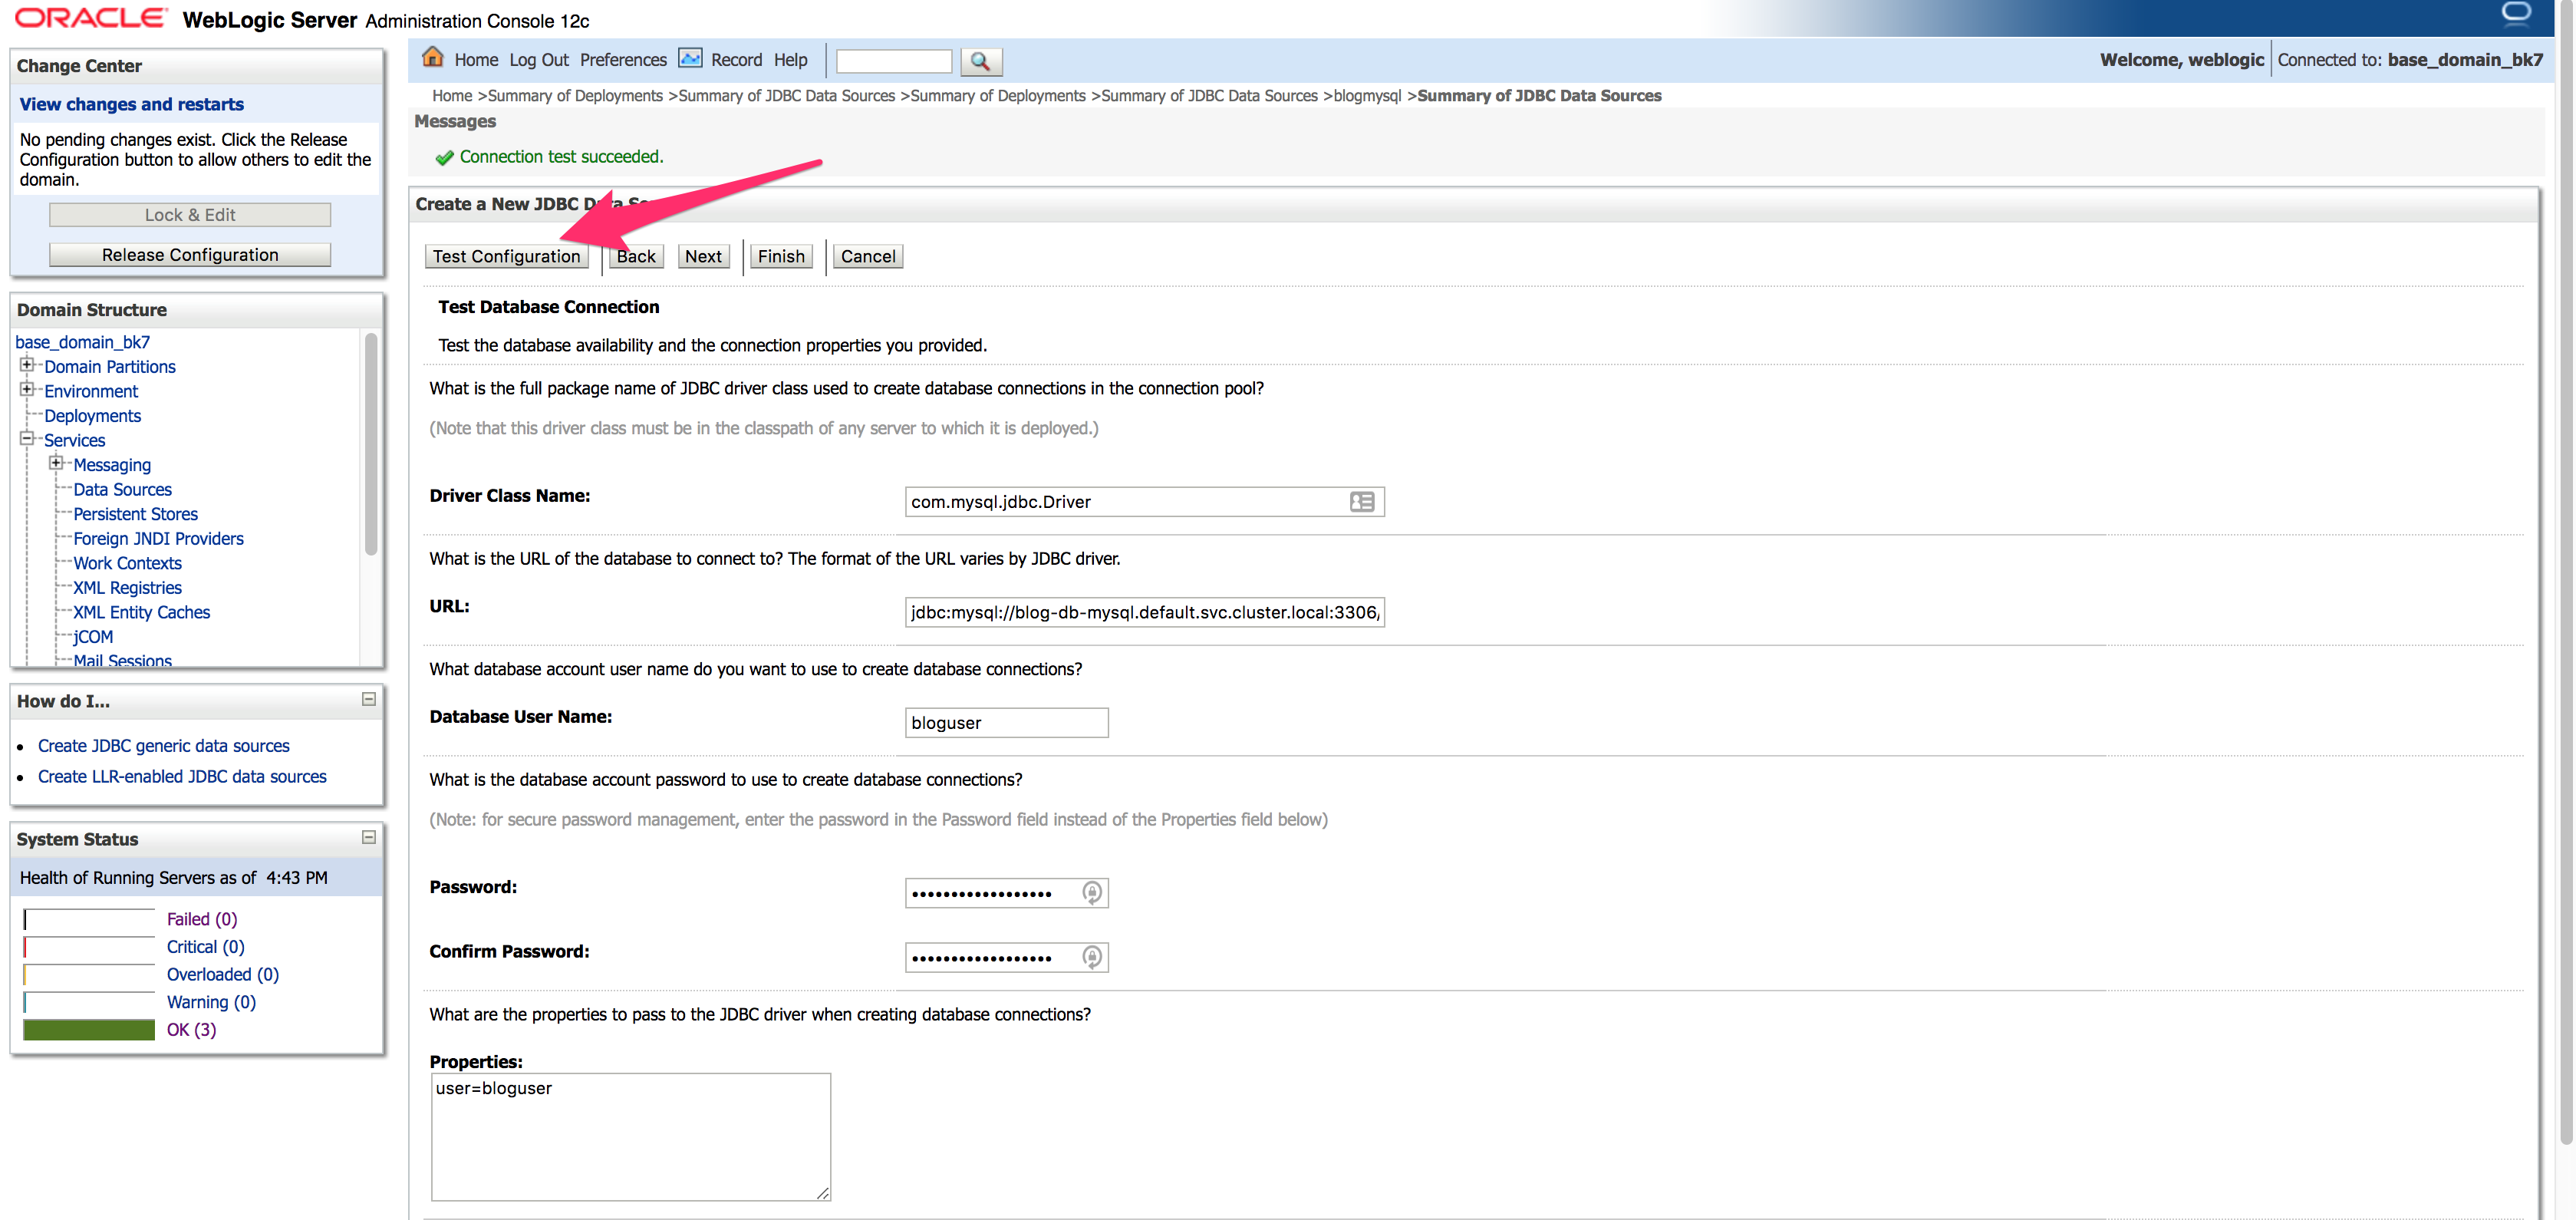 ORACLE WebLogic Server Administration Console 12c
Change Center
View changes and restarts
No pending changes exist. Click the Release
Configuration button to allow others to edit the
domain.
Lock & Edit
Release Configuration
Domain Structure
base_domain_bk7
Domain Partitions
Environment
Deployments
Services
Messaging
Data Sources
Persistent Stores
Foreign JNDI Providers
Work Contexts
XML Registries
XML Entity Caches
jCOM
Mail Sessions
How do I...
Create JDBC generic data sources
Create LLR-enabled JDBC data sources
System Status
Health of Running Servers as of 4:43 PM
Failed (0)
Critical (0)
Overloaded (0)
Warning (0)
OK (3)
Home Log Out Preferences Record Help
Welcome, weblogic Connected to: base_domain_bk7
Home >Summary of Deployments >Summary of JDBC Data Sources >Summary of Deployments >Summary of JDBC Data Sources >blogmysql >Summary of JDBC Data Sources
Messages
Connection test succeeded.
Create a New JDBC
Test Configuration Back Next Finish Cancel
Test Database Connection
Test the database availability and the connection properties you provided.
What is the full package name of JDBC driver class used to create database connections in the connection pool?
(Note that this driver class must be in the classpath of any server to which it is deployed.)
Driver Class Name: com.mysql.jdbc.Driver
What is the URL of the database to connect to? The format of the URL varies by JDBC driver.
URL: jdbc:mysql://blog-db-mysql.default.svc.cluster.local:3306/
What database account user name do you want to use to create database connections?
Database User Name: bloguser
What is the database account password to use to create database connections?
(Note: for secure password management, enter the password in the Password field instead of the Properties field below)
Password: ••••••••••••••••••
Confirm Password: ••••••••••••••••••
What are the properties to pass to the JDBC driver when creating database connections?
Properties:
user=bloguser